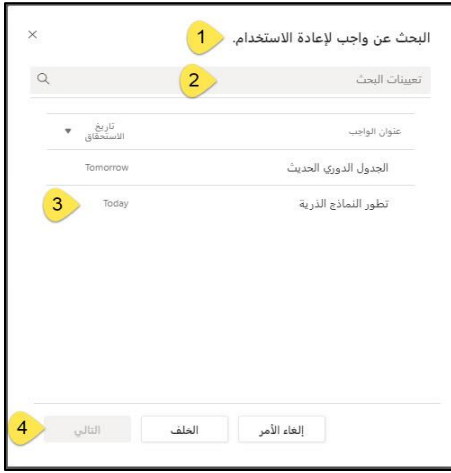 البحث عن واجب لإعادة الاستخدام.
1
تعيينات البحث
2
عنوان الواجب
تاريخ
الاستحقاق
الجدول الدوري الحديث
Tomorrow
تطور النماذج الذرية
Today
3
إلغاء الأمر
الخلف
التالي
4